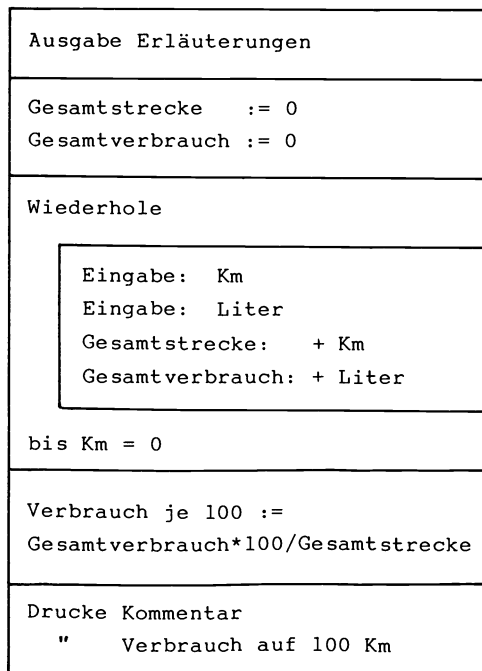 Ausgabe Erläuterungen
Gesamtstrecke := 0
Gesamtverbrauch := 0
Wiederhole
Eingabe: Km
Eingabe: Liter
Gesamtstrecke: + Km
Gesamtverbrauch: + Liter
bis Km = 0
Verbrauch je 100 :=
Gesamtverbrauch*100/Gesamtstrecke
Drucke Kommentar
" Verbrauch auf 100 Km